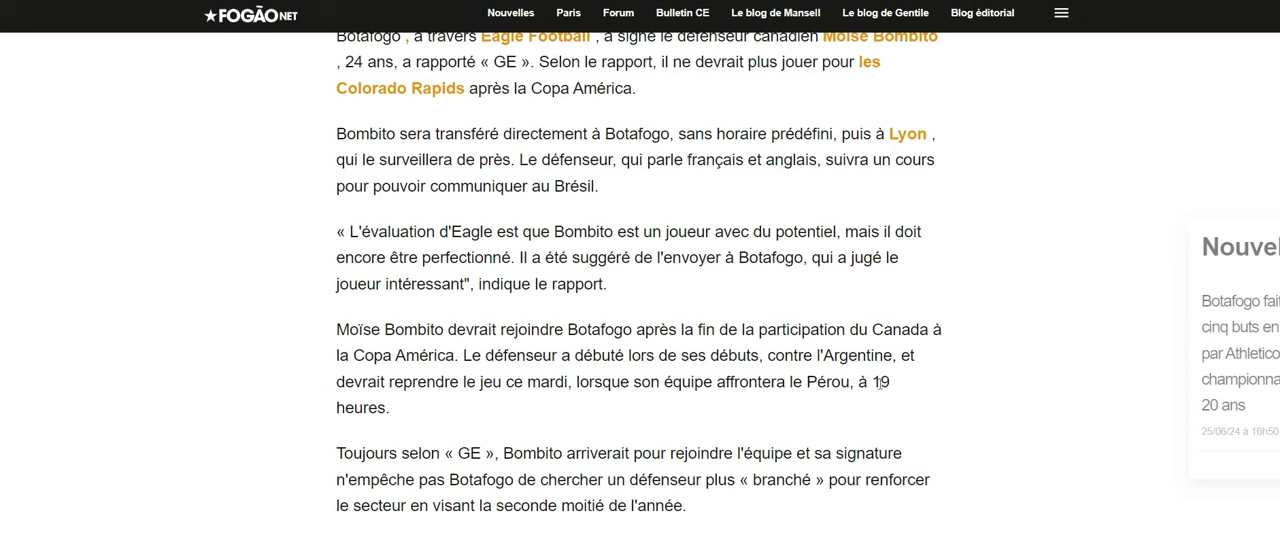 ★FOGÃONET
Nouvelles Paris Forum Bulletin CE Le blog de Mansell Le blog de Gentile Blog éditorial
Botafogo , à travers Eagle Football , a signé le défenseur canadien Moïse Bombito
, 24 ans, a rapporté « GE ». Selon le rapport, il ne devrait plus jouer pour les
Colorado Rapids après la Copa América.
Bombito sera transféré directement à Botafogo, sans horaire prédéfini, puis à Lyon ,
qui le surveillera de près. Le défenseur, qui parle français et anglais, suivra un cours
pour pouvoir communiquer au Brésil.
« L'évaluation d'Eagle est que Bombito est un joueur avec du potentiel, mais il doit
encore être perfectionné. Il a été suggéré de l'envoyer à Botafogo, qui a jugé le
joueur intéressant", indique le rapport.
Moïse Bombito devrait rejoindre Botafogo après la fin de la participation du Canada à
la Copa América. Le défenseur a débuté lors de ses débuts, contre l'Argentine, et
devrait reprendre le jeu ce mardi, lorsque son équipe affrontera le Pérou, à 19
heures.
Toujours selon « GE », Bombito arriverait pour rejoindre l'équipe et sa signature
n'empêche pas Botafogo de chercher un défenseur plus « branché » pour renforcer
le secteur en visant la seconde moitié de l'année.
Nouvel
Botafogo fait
cinq buts en
par Athletico
championna
20 ans
25/06/24 à 16h50